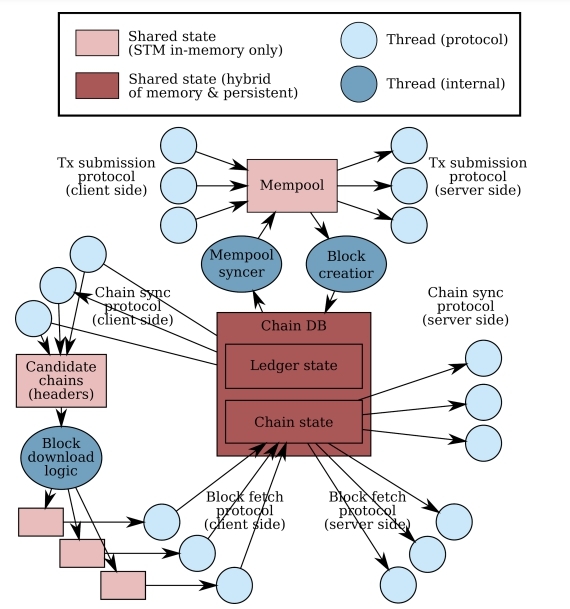 Shared state
(STM in-memory only)
Thread (protocol)
Shared state (hybrid
of memory & persistent)
Thread (internal)
Tx submission
protocol
(client side)
Mempool
Tx submission
protocol
(server side)
Mempool
syncer
Block
creatior
Chain sync
protocol
(client side)
Chain DB
Ledger state
Chain state
Chain sync
protocol
(server side)
Candidate
chains
(headers)
Block
download
logic
Block fetch
protocol
(client side)
Block fetch
protocol
(server side)